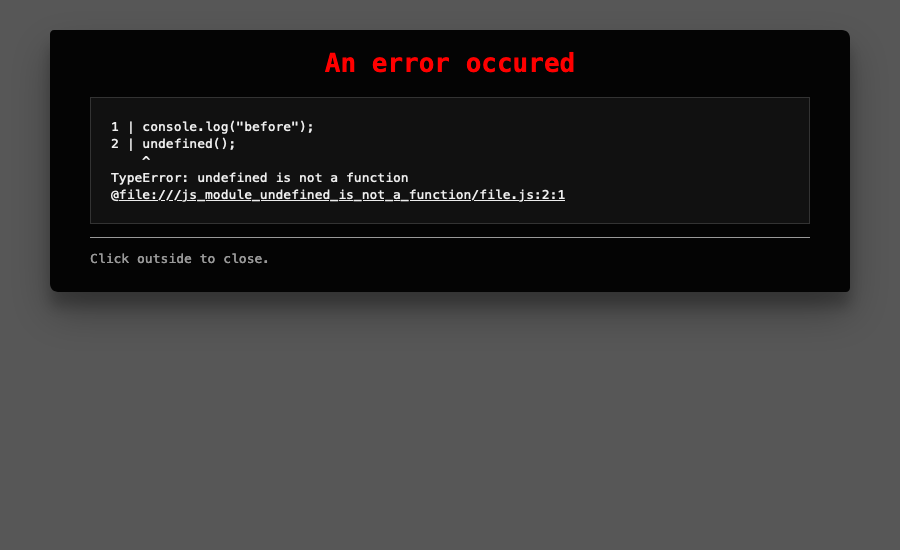 An error occured
1 | console.log("before");
2 | undefined();
    ^
TypeError: undefined is not a function
@file:///js_module_undefined_is_not_a_function/file.js:2:1
Click outside to close.